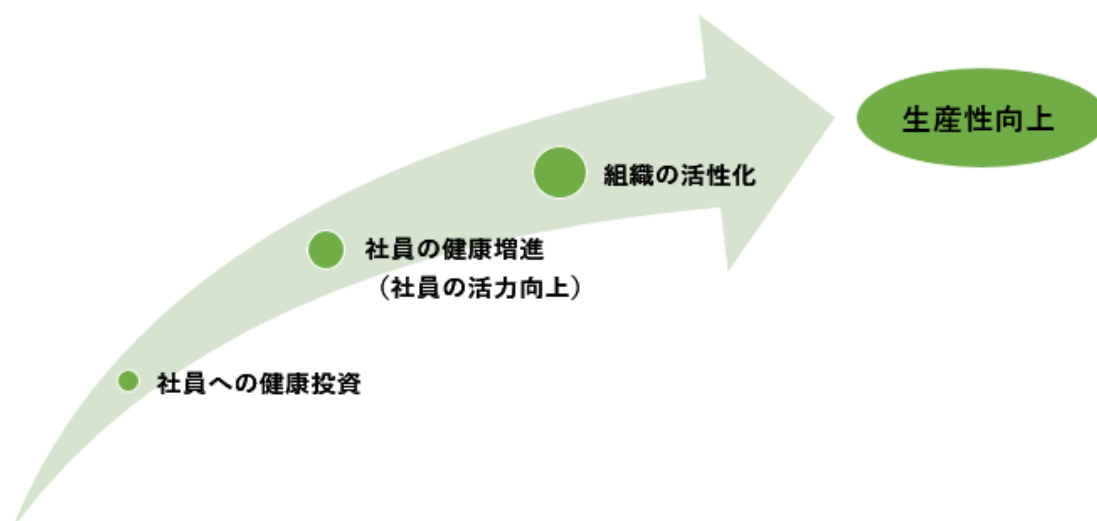 生産性向上
組織の活性化
社員の健康増進
（社員の活力向上）
社員への健康投資